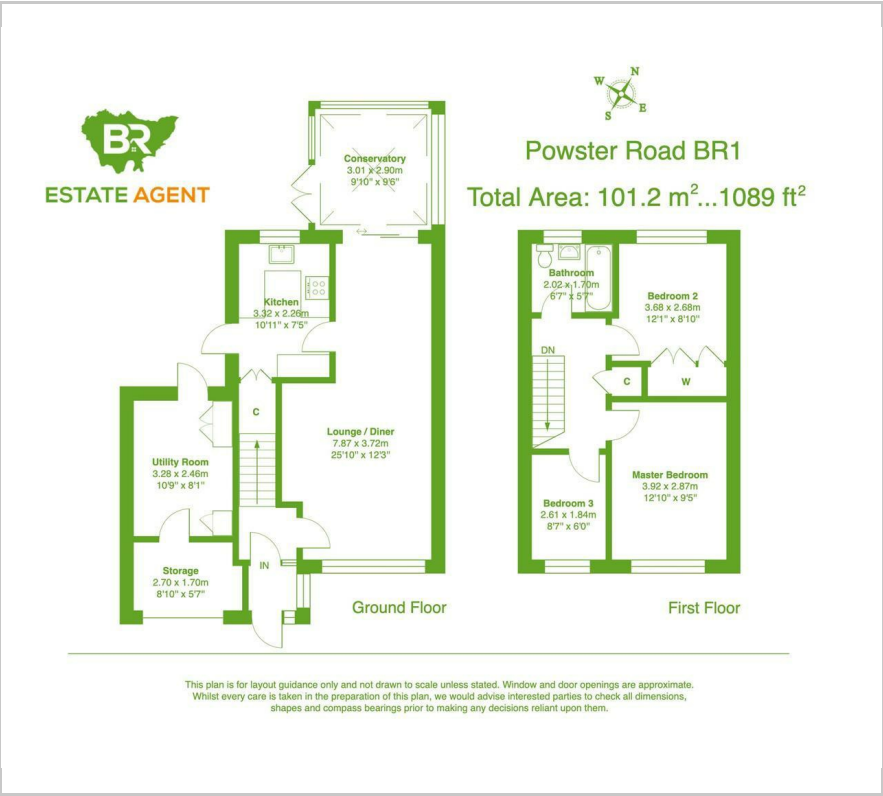 BR
ESTATE AGENT
N
W
E
S
Powster Road BR1
Total Area: 101.2 m²...1089 ft²
Conservatory
3.01 x 2.90m
9'10" x 9'6"
Kitchen
3.32 x 2.26m
10'11" x 7'5"
C
Lounge / Diner
7.87 x 3.72m
25'10" x 12'3"
Utility Room
3.28 x 2.46m
10'9" x 8'1"
Storage
2.70 x 1.70m
8'10" x 5'7"
IN
Ground Floor
Bathroom
2.02 x 1.70m
6'7" x 5'7"
Bedroom 2
3.68 x 2.68m
12'1" x 8'10"
DN
C
W
Master Bedroom
3.92 x 2.87m
12'10" x 9'5"
Bedroom 3
2.61 x 1.84m
8'7" x 6'0"
First Floor
This plan is for layout guidance only and not drawn to scale unless stated. Window and door openings are approximate.
Whilst every care is taken in the preparation of this plan, we would advise interested parties to check all dimensions,
shapes and compass bearings prior to making any decisions reliant upon them.